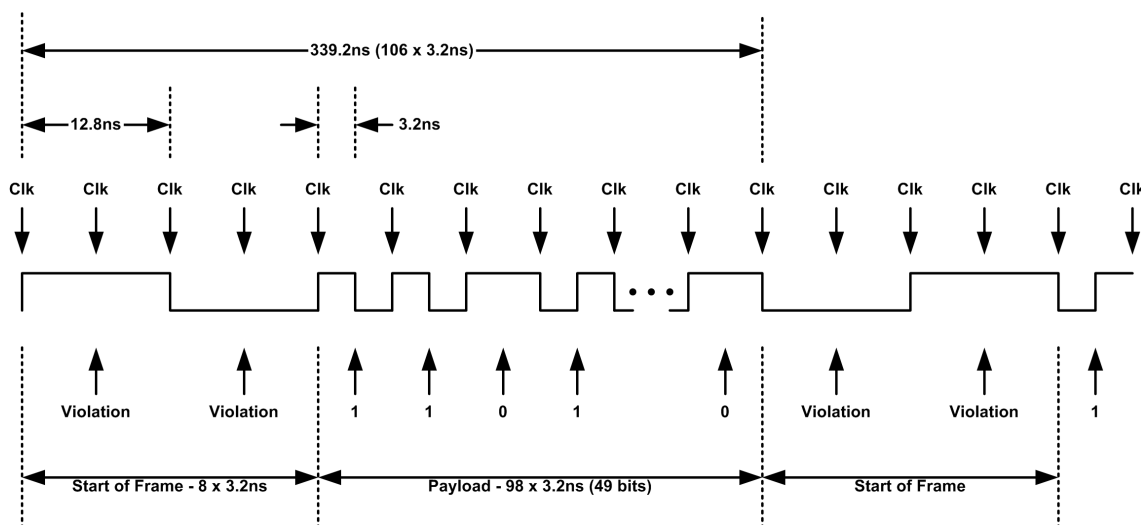 339.2ns (106 x 3.2ns)
12.8ns 3.2ns
Clk Clk Clk Clk Clk Clk Clk Clk Clk Clk Clk Clk Clk Clk Clk Clk
Violation Violation 1 1 0 1 0 Violation Violation 1
Start of Frame - 8 x 3.2ns Payload - 98 x 3.2ns (49 bits) Start of Frame